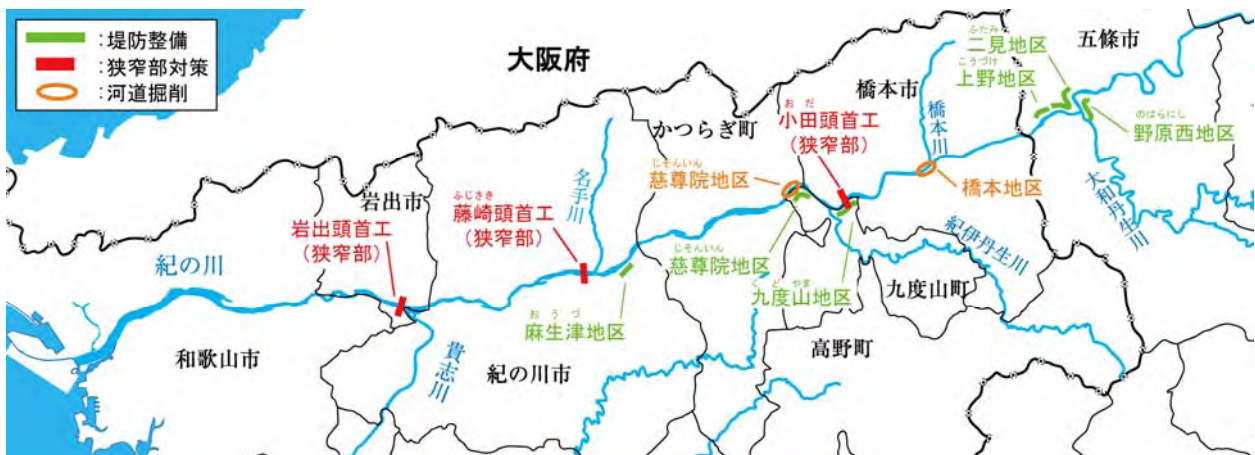 :堤防整備
:狭窄部対策
:河道掘削
大阪府
かつらぎ町
橋本市
五條市
ふたみ
二見地区
こうづけ
上野地区
のはらにし
野原西地区
おだ
小田頭首工
(狭窄部)
橋本川
橋本地区
じそんいん
慈尊院地区
名手川
岩出市
ふじさき
藤崎頭首工
(狭窄部)
岩出頭首工
(狭窄部)
紀の川
大和丹生川
紀伊丹生川
じそんいん
慈尊院地区
くどやま
九度山地区
九度山町
おうづ
麻生津地区
高野町
和歌山市
貴志川
紀の川市